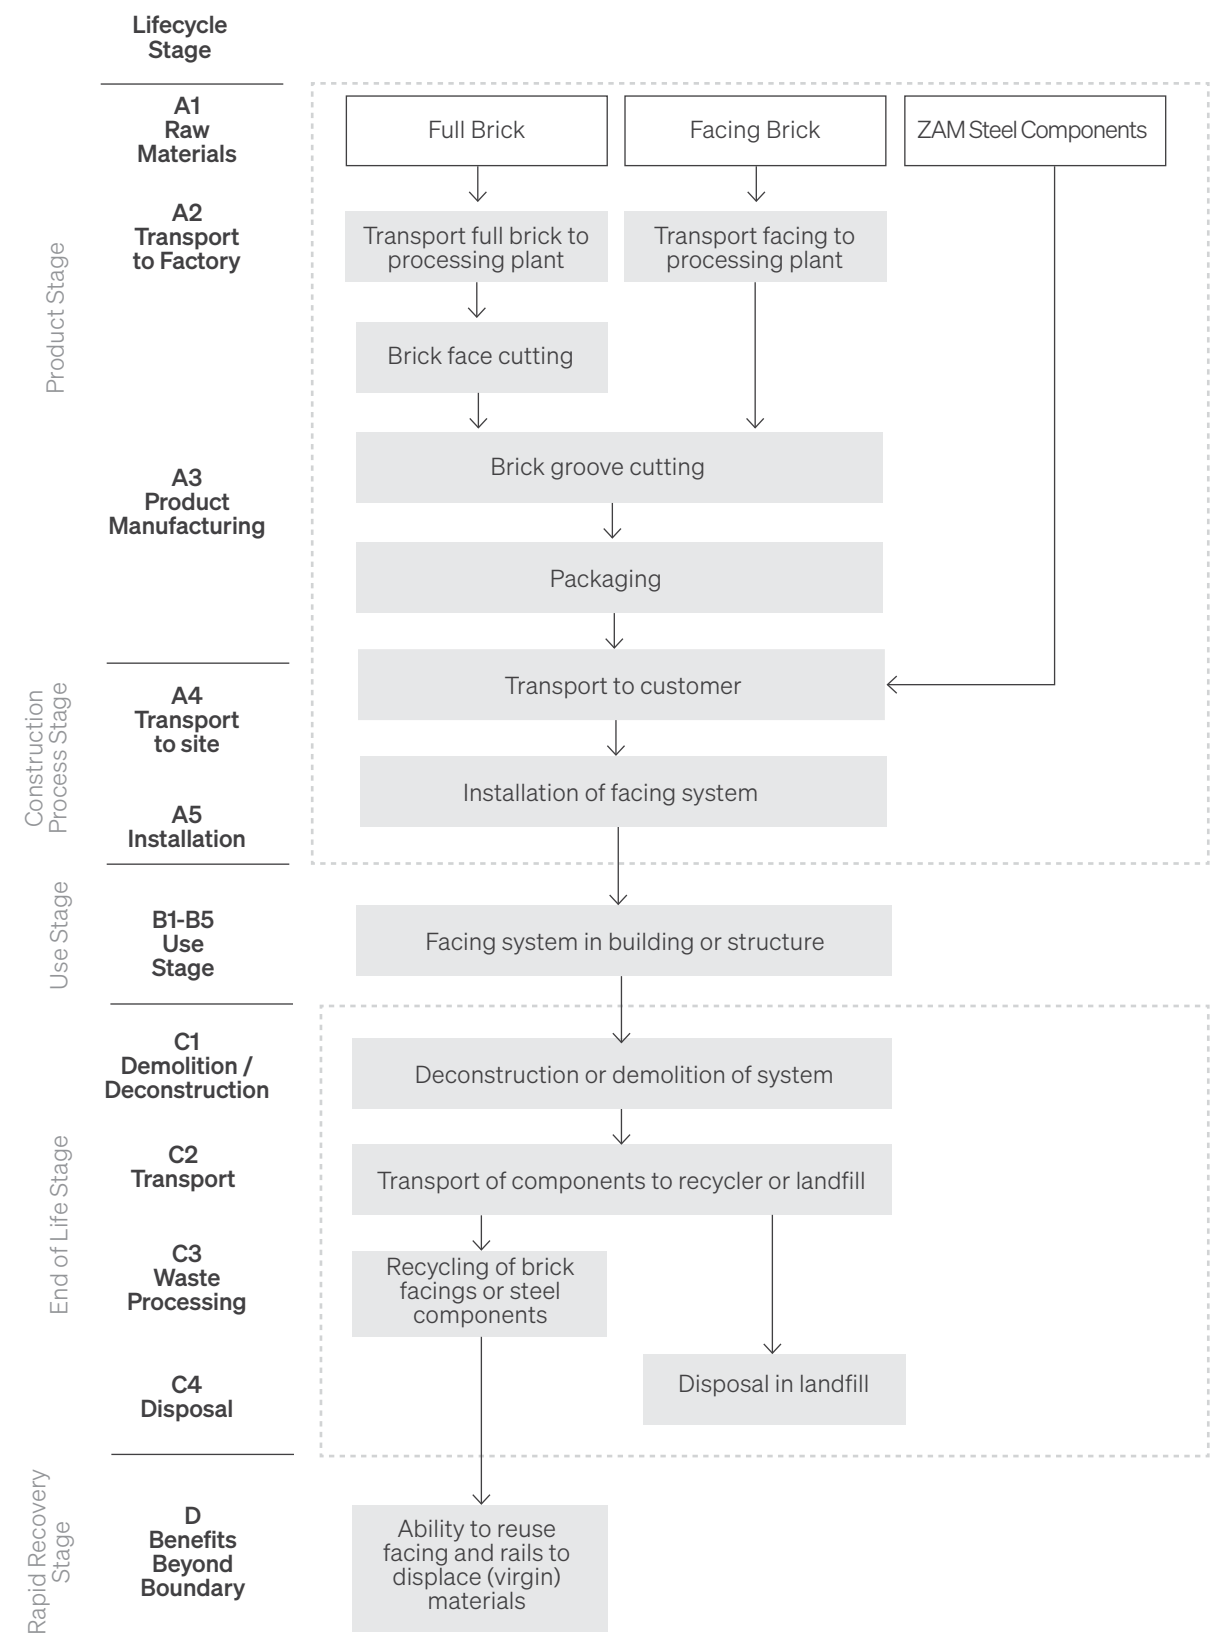 Lifecycle
Stage
Product Stage
A1
Raw
Materials
Full Brick
Facing Brick
ZAM Steel Components
A2
Transport
to Factory
Transport full brick to
processing plant
Transport facing to
processing plant
Brick face cutting
A3
Product
Manufacturing
Brick groove cutting
Packaging
Construction
Process Stage
A4
Transport
to site
Transport to customer
A5
Installation
Installation of facing system
Use Stage
B1-B5
Use
Stage
Facing system in building or structure
End of Life Stage
C1
Demolition /
Deconstruction
Deconstruction or demolition of system
C2
Transport
Transport of components to recycler or landfill
C3
Waste
Processing
Recycling of brick
facings or steel
components
C4
Disposal
Disposal in landfill
Rapid Recovery
Stage
D
Benefits
Beyond
Boundary
Ability to reuse
facing and rails to
displace (virgin)
materials